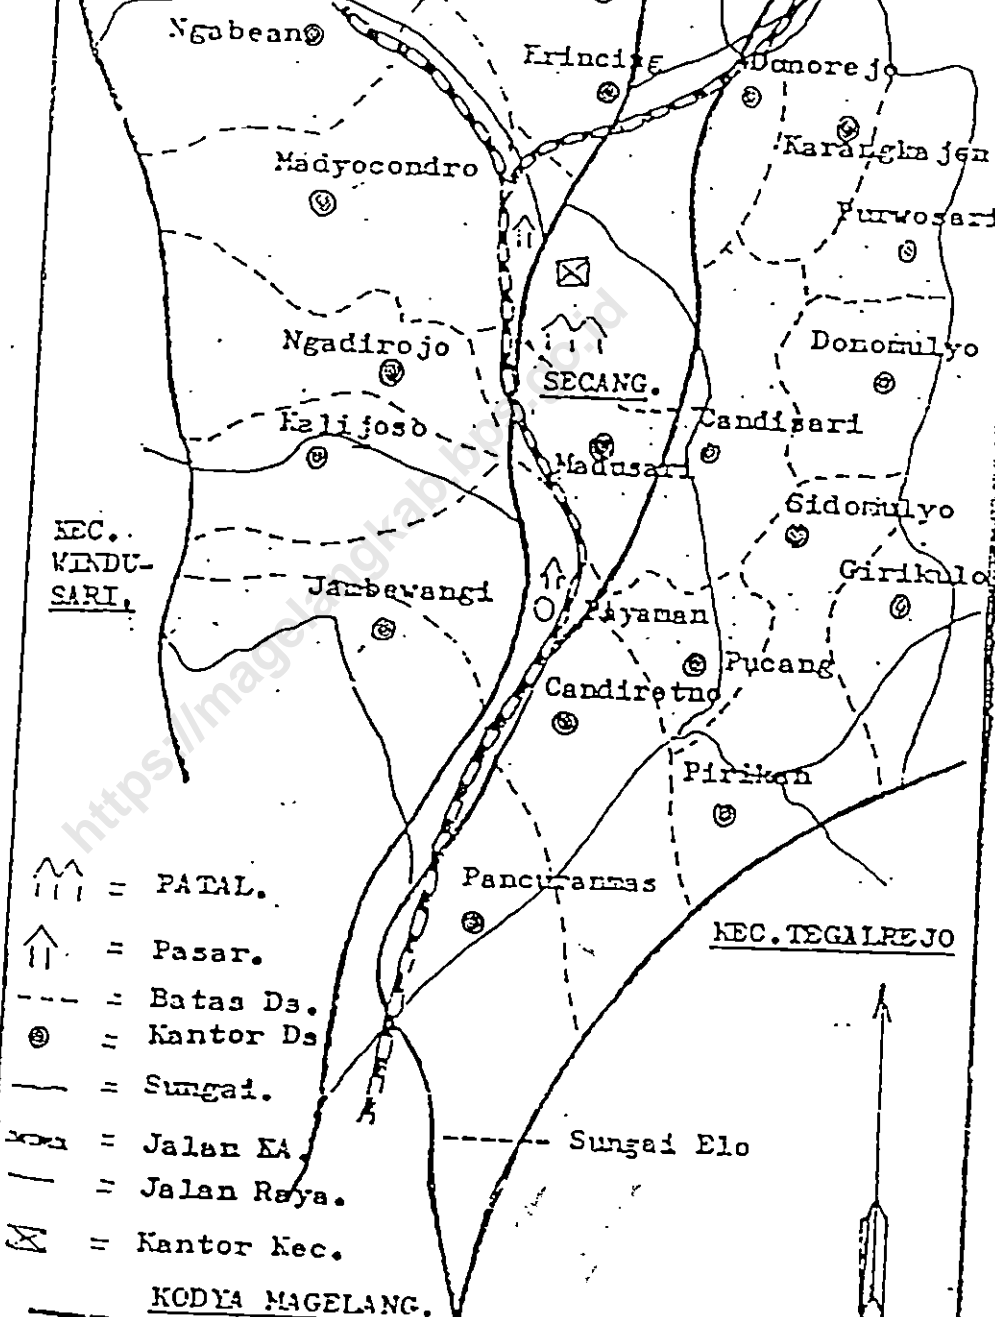 Ngabean
Krincing
Donorejo
Karangkajen
Madyocondro
Purwosari
Ngadirojo
Donomulyo
SECANG.
Kalijoso
Candisari
Madusari
Sidomulyo
KEC.
WINDU-
SARI.
Girikulo
Jambewangi
Payaman
Pucang
Candiretno
Pirikan
Pancuranmas
KEC.TEGALREJO
= PATAL.
= Pasar.
= Batas Ds.
= Kantor Ds
= Sungai.
= Jalan KA.
Sungai Elo
= Jalan Raya.
= Kantor Kec.
KODYA MAGELANG.
https://magelangkab.bps.go.id